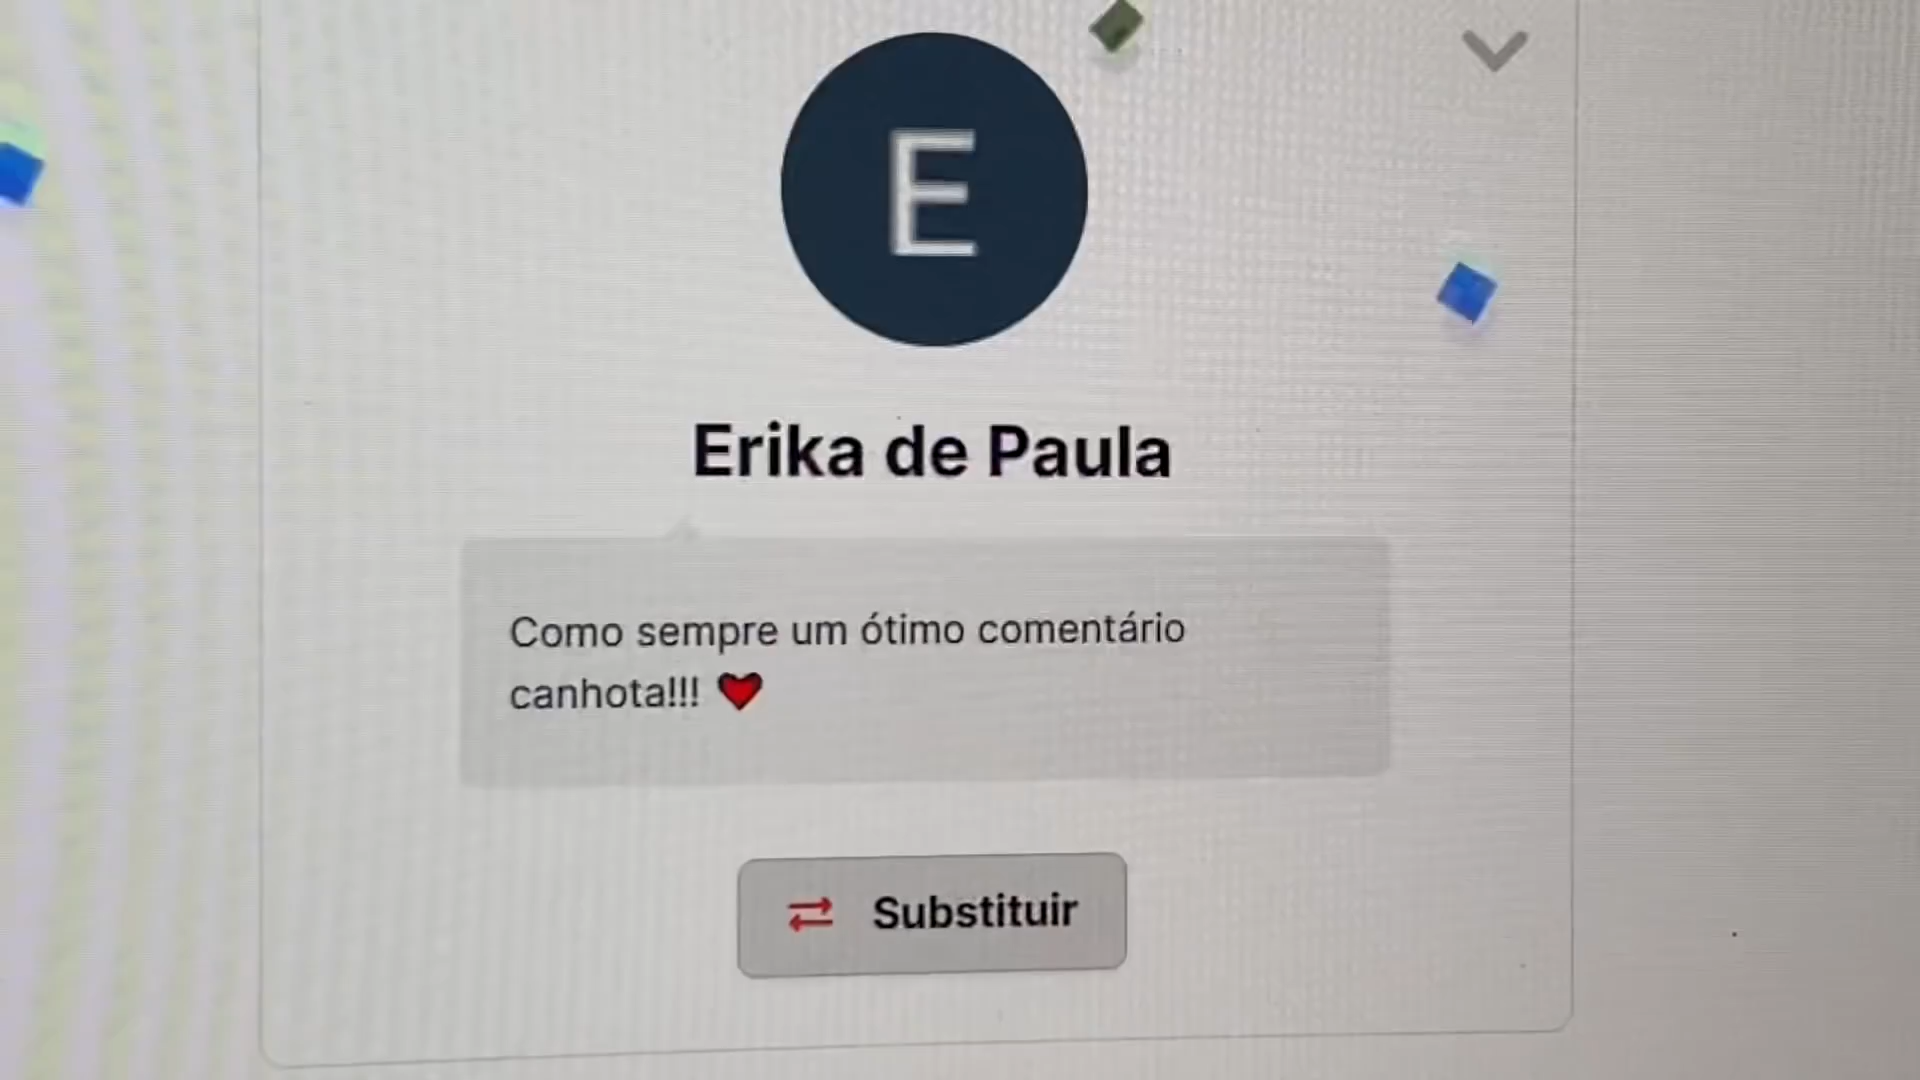 E
Erika de Paula
Como sempre um ótimo comentário
canhota!!! ❤️
Substituir